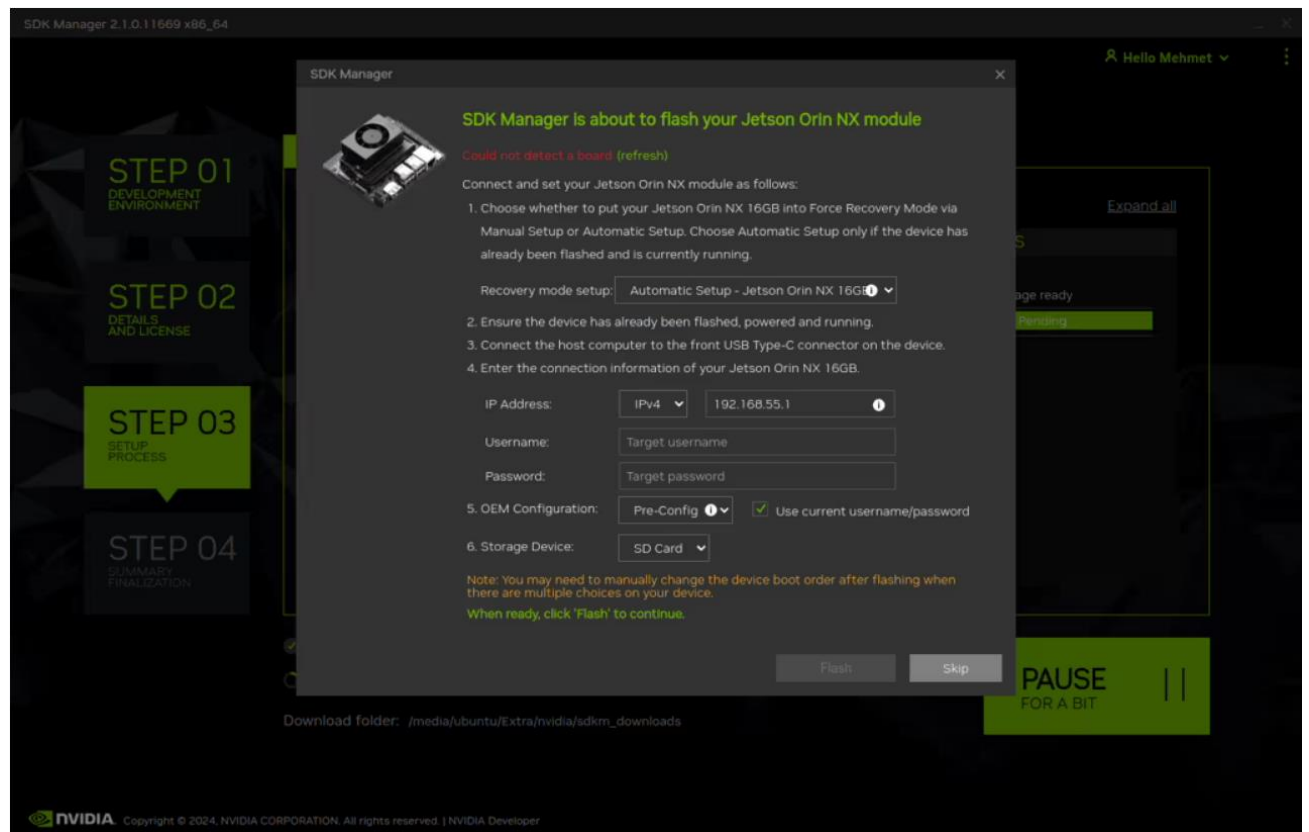 SDK Manager 2.1.0.11669 x86_64
Hello Mehmet
SDK Manager
SDK Manager is about to flash your Jetson Orin NX module
Could not detect a board (refresh)
Connect and set your Jetson Orin NX module as follows:
1. Choose whether to put your Jetson Orin NX 16GB into Force Recovery Mode via
Manual Setup or Automatic Setup. Choose Automatic Setup only if the device has
already been flashed and is currently running.
Recovery mode setup: Automatic Setup - Jetson Orin NX 16G
2. Ensure the device has already been flashed, powered and running.
3. Connect the host computer to the front USB Type-C connector on the device.
4. Enter the connection information of your Jetson Orin NX 16GB.
IP Address: IPv4 192.168.55.1
Username: Target username
Password: Target password
5. OEM Configuration: Pre-Config Use current username/password
6. Storage Device: SD Card
Note: You may need to manually change the device boot order after flashing when
there are multiple choices on your device.
When ready, click 'Flash' to continue.
Flash Skip
STEP 01
DEVELOPMENT
ENVIRONMENT
STEP 02
DETAILS
AND LICENSE
STEP 03
SETUP
PROCESS
STEP 04
SUMMARY
FINALIZATION
Expand all
S
age ready
Pending
PAUSE
FOR A BIT
Download folder: /media/ubuntu/Extra/nvidia/sdkm_downloads
NVIDIA. Copyright © 2024, NVIDIA CORPORATION, All rights reserved. | NVIDIA Developer